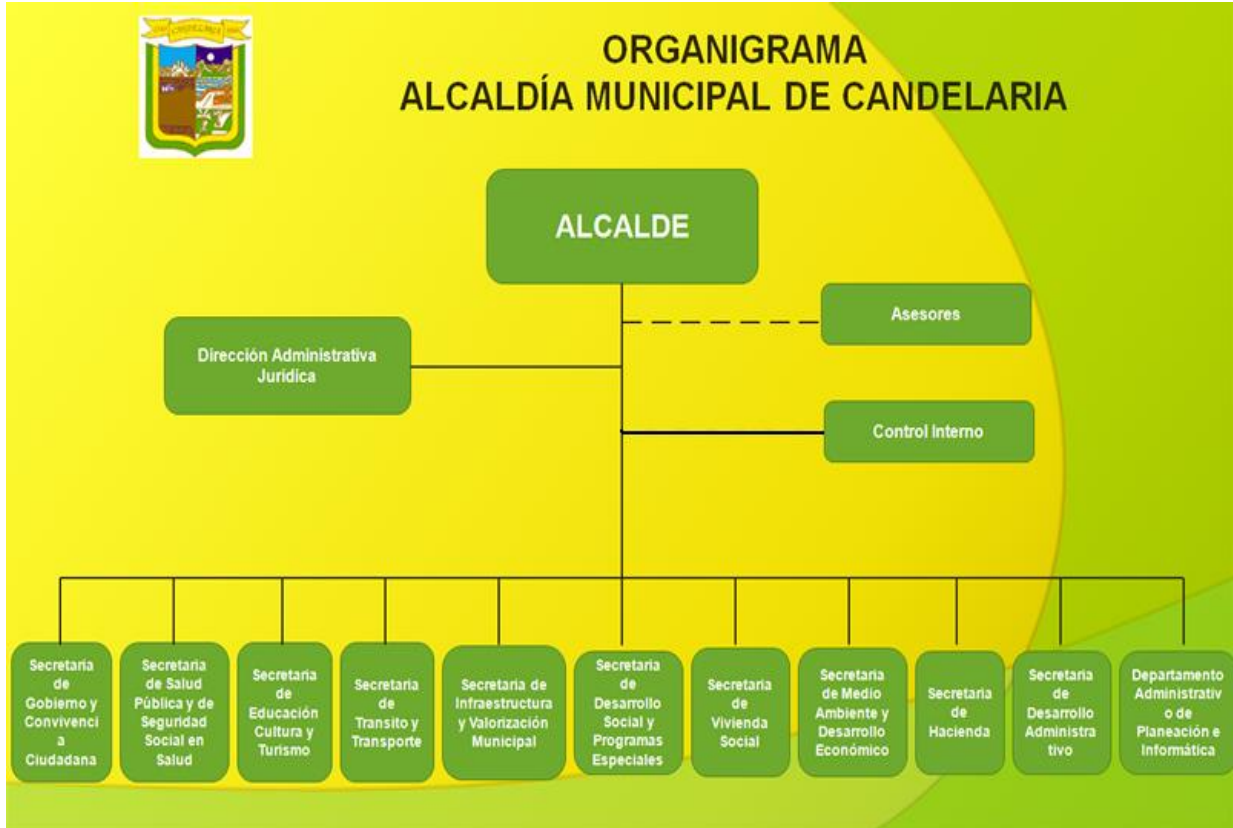 ORGANIGRAMA
ALCALDÍA MUNICIPAL DE CANDELARIA
ALCALDE
Asesores
Dirección Administrativa
Jurídica
Control Interno
Secretaria
de
Gobierno y
Convivenci
a
Ciudadana
Secretaria
de Salud
Pública y de
Seguridad
Social en
Salud
Secretaria
de
Educación
Cultura y
Turismo
Secretaria
de
Transito y
Transporte
Secretaria de
Infraestructura
y Valorización
Municipal
Secretaria
de
Desarrollo
Social y
Programas
Especiales
Secretaria
de
Vivienda
Social
Secretaria
de Medio
Ambiente y
Desarrollo
Económico
Secretaria
de
Hacienda
Secretaria
de
Desarrollo
Administra
tivo
Departamento
Administrativ
o de
Planeación e
Informática